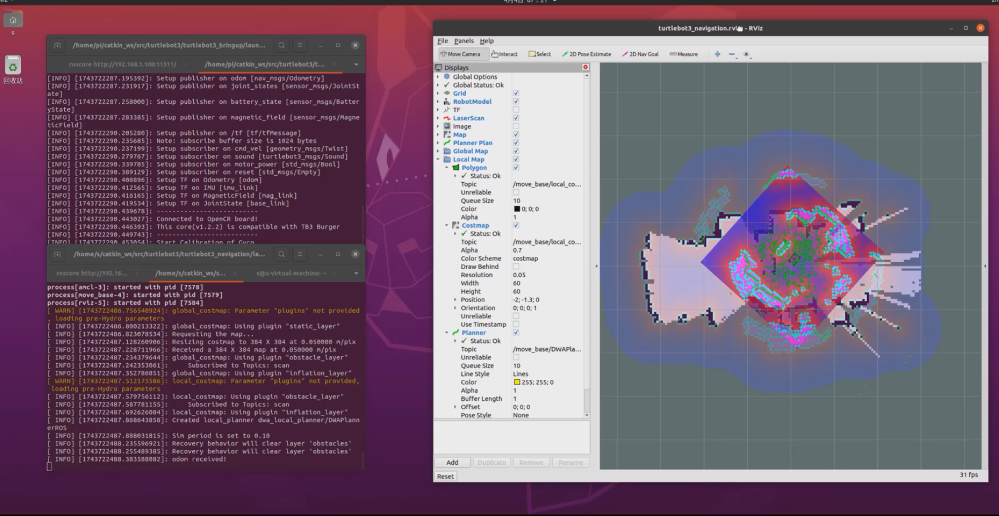 4月4日 07：21
s
回收站
/home/pi/catkin_ws/src/turtlebot3/turtlebot3_bringup/laun...
roscore http://192.168.1.108:11311/
/home/pi/catkin_ws/src/turtlebot3/t...
[INFO] [1743722287.195392]: Setup publisher on odom [nav_msgs/Odometry]
[INFO] [1743722287.231917]: Setup publisher on joint_states [sensor_msgs/JointSt
ate]
[INFO] [1743722287.258000]: Setup publisher on battery_state [sensor_msgs/Batter
yState]
[INFO] [1743722287.283385]: Setup publisher on magnetic_field [sensor_msgs/Magne
ticField]
[INFO] [1743722290.205280]: Setup publisher on /tf [tf/tfMessage]
[INFO] [1743722290.235685]: Note: subscribe buffer size is 1024 bytes
[INFO] [1743722290.237199]: Setup subscriber on cmd_vel [geometry_msgs/Twist]
[INFO] [1743722290.279767]: Setup subscriber on sound [turtlebot3_msgs/Sound]
[INFO] [1743722290.339785]: Setup subscriber on motor_power [std_msgs/Bool]
[INFO] [1743722290.389129]: Setup subscriber on reset [std_msgs/Empty]
[INFO] [1743722290.408896]: Setup TF on Odometry [odom]
[INFO] [1743722290.412565]: Setup TF on IMU [imu_link]
[INFO] [1743722290.416165]: Setup TF on MagneticField [mag_link]
[INFO] [1743722290.419534]: Setup TF on JointState [base_link]
[INFO] [1743722290.439678]: --------------------------
[INFO] [1743722290.443027]: Connected to OpenCR board!
[INFO] [1743722290.446393]: This core(v1.2.2) is compatible with TB3 Burger
[INFO] [1743722290.449743]: --------------------------
[INFO] [1743722290.453054]: Start Calibration of Gyro
/home/s/catkin_ws/src/turtlebot3/turtlebot3_navigation/la...
roscore http://192.16...
/home/s/catkin_ws/s...
s@s-virtual-machine: ~
process[amcl-3]: started with pid [7578]
process[move_base-4]: started with pid [7579]
process[rviz-5]: started with pid [7584]
[ WARN] [1743722486.756540924]: global_costmap: Parameter "plugins" not provided
, loading pre-Hydro parameters
[ INFO] [1743722486.800213322]: global_costmap: Using plugin "static_layer"
[ INFO] [1743722486.823078534]: Requesting the map...
[ INFO] [1743722487.128260906]: Resizing costmap to 384 X 384 at 0.050000 m/pix
[ INFO] [1743722487.228711966]: Received a 384 X 384 map at 0.050000 m/pix
[ INFO] [1743722487.234379644]: global_costmap: Using plugin "obstacle_layer"
[ INFO] [1743722487.242353061]:     Subscribed to Topics: scan
[ INFO] [1743722487.352786851]: global_costmap: Using plugin "inflation_layer"
[ WARN] [1743722487.512175586]: local_costmap: Parameter "plugins" not provided,
 loading pre-Hydro parameters
[ INFO] [1743722487.579756112]: local_costmap: Using plugin "obstacle_layer"
[ INFO] [1743722487.587781155]:     Subscribed to Topics: scan
[ INFO] [1743722487.692626084]: local_costmap: Using plugin "inflation_layer"
[ INFO] [1743722487.868643858]: Created local_planner dwa_local_planner/DWAPlann
erROS
[ INFO] [1743722487.888031815]: Sim period is set to 0.10
[ INFO] [1743722488.235596921]: Recovery behavior will clear layer 'obstacles'
[ INFO] [1743722488.255489385]: Recovery behavior will clear layer 'obstacles'
[ INFO] [1743722488.383588082]: odom received!
turtlebot3_navigation.rviz - RViz
File Panels Help
Move Camera Interact Select 2D Pose Estimate 2D Nav Goal Measure
Displays
Global Options
Global Status: Ok
Grid
RobotModel
TF
LaserScan
Image
Map
Planner Plan
Global Map
Local Map
Polygon
Status: Ok
Topic /move_base/local_co...
Unreliable
Queue Size 10
Color 0; 0; 0
Alpha 1
Costmap
Status: Ok
Topic /move_base/local_co...
Alpha 0.7
Color Scheme costmap
Draw Behind
Resolution 0.05
Width 60
Height 60
Position -2; -1.3; 0
Orientation 0; 0; 0; 1
Unreliable
Use Timestamp
Planner
Status: Ok
Topic /move_base/DWAPla...
Unreliable
Queue Size 10
Line Style Lines
Color 255; 255; 0
Alpha 1
Buffer Length 1
Offset 0; 0; 0
Pose Style None
Add Duplicate Remove Rename
Reset
31 fps